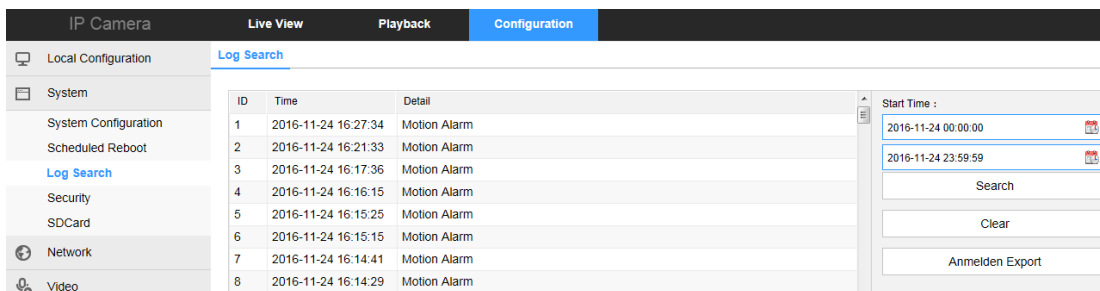 IP Camera Live View Playback Configuration
Local Configuration
System
System Configuration
Scheduled Reboot
Log Search
Security
SDCard
Network
Video
Log Search
ID Time Detail
1 2016-11-24 16:27:34 Motion Alarm
2 2016-11-24 16:21:33 Motion Alarm
3 2016-11-24 16:17:36 Motion Alarm
4 2016-11-24 16:16:15 Motion Alarm
5 2016-11-24 16:15:25 Motion Alarm
6 2016-11-24 16:15:15 Motion Alarm
7 2016-11-24 16:14:41 Motion Alarm
8 2016-11-24 16:14:29 Motion Alarm
Start Time :
2016-11-24 00:00:00
2016-11-24 23:59:59
Search
Clear
Anmelden Export